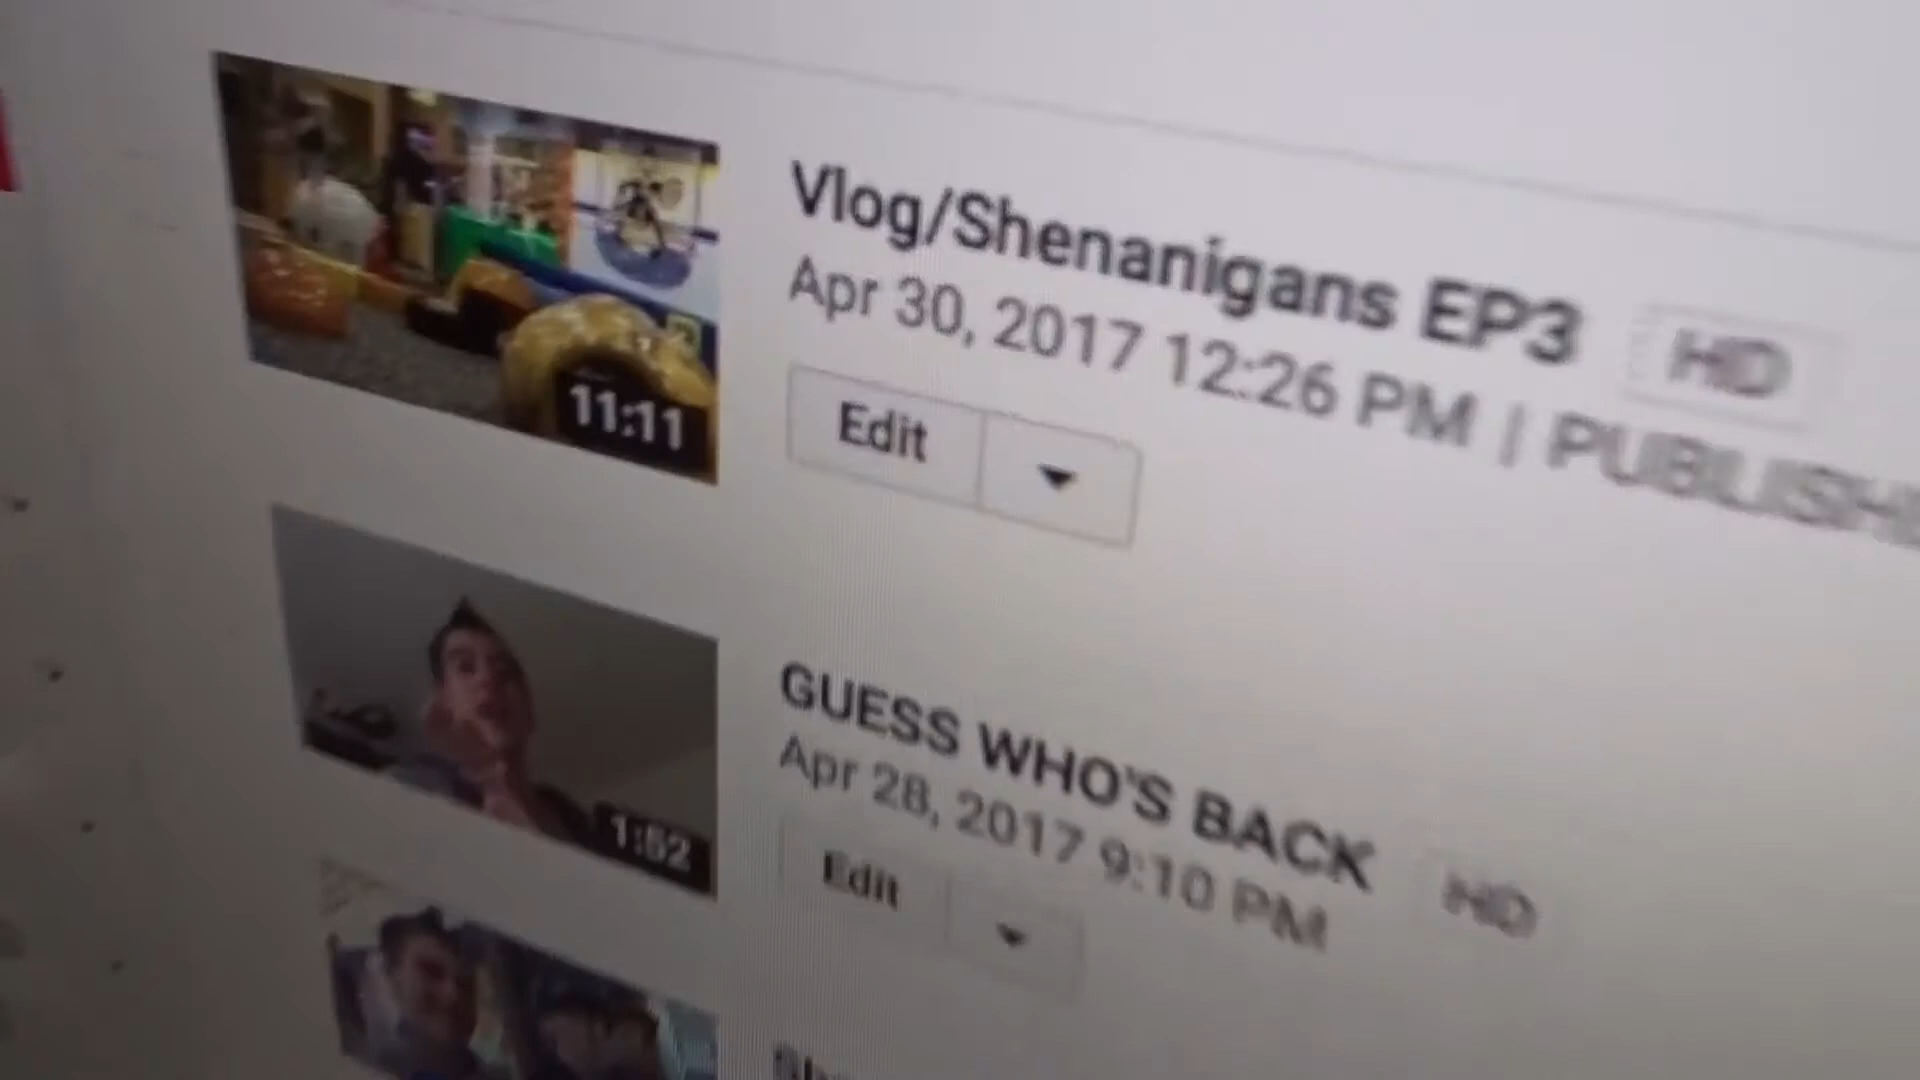 Vlog/Shenanigans EP3 HD
Apr 30, 2017 12:26 PM | PUBLISH
11:11
Edit
GUESS WHO'S BACK HD
Apr 28, 2017 9:10 PM
1:52
Edit